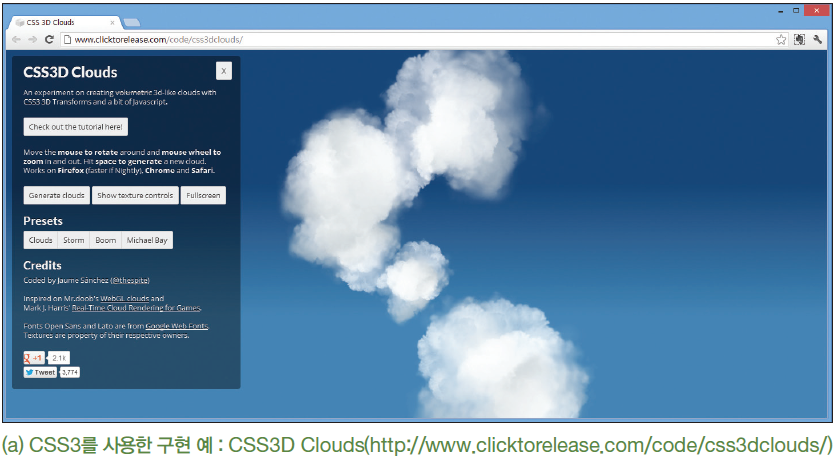 CSS 3D Clouds
www.clicktorelease.com/code/css3dclouds/
CSS3D Clouds
X
An experiment on creating volumetric 3d-like clouds with
CSS3 3D Transforms and a bit of Javascript.
Check out the tutorial here!
Move the mouse to rotate around and mouse wheel to
zoom in and out. Hit space to generate a new cloud.
Works on Firefox (faster if Nightly), Chrome and Safari.
Generate clouds Show texture controls Fullscreen
Presets
Clouds Storm Boom Michael Bay
Credits
Coded by Jaume Sánchez (@thespite)
Inspired on Mr.doob's WebGL clouds and
Mark J. Harris' Real-Time Cloud Rendering for Games.
Fonts Open Sans and Lato are from Google Web Fonts.
Textures are property of their respective owners.
+1 2.1k
Tweet 3,774
(a) CSS3를 사용한 구현 예 : CSS3D Clouds(http://www.clicktorelease.com/code/css3dclouds/)